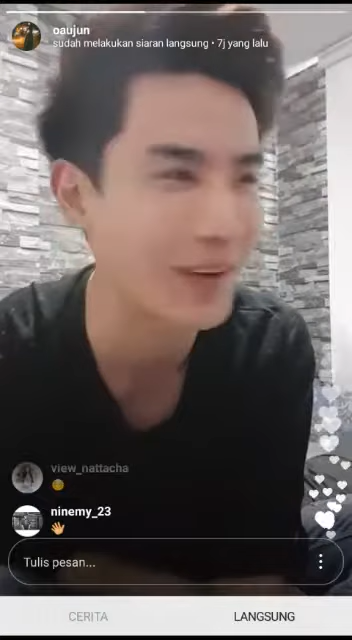 oaujun
sudah melakukan siaran langsung • 7j yang lalu
view_nattacha
ninemy_23
Tulis pesan...
CERITA
LANGSUNG